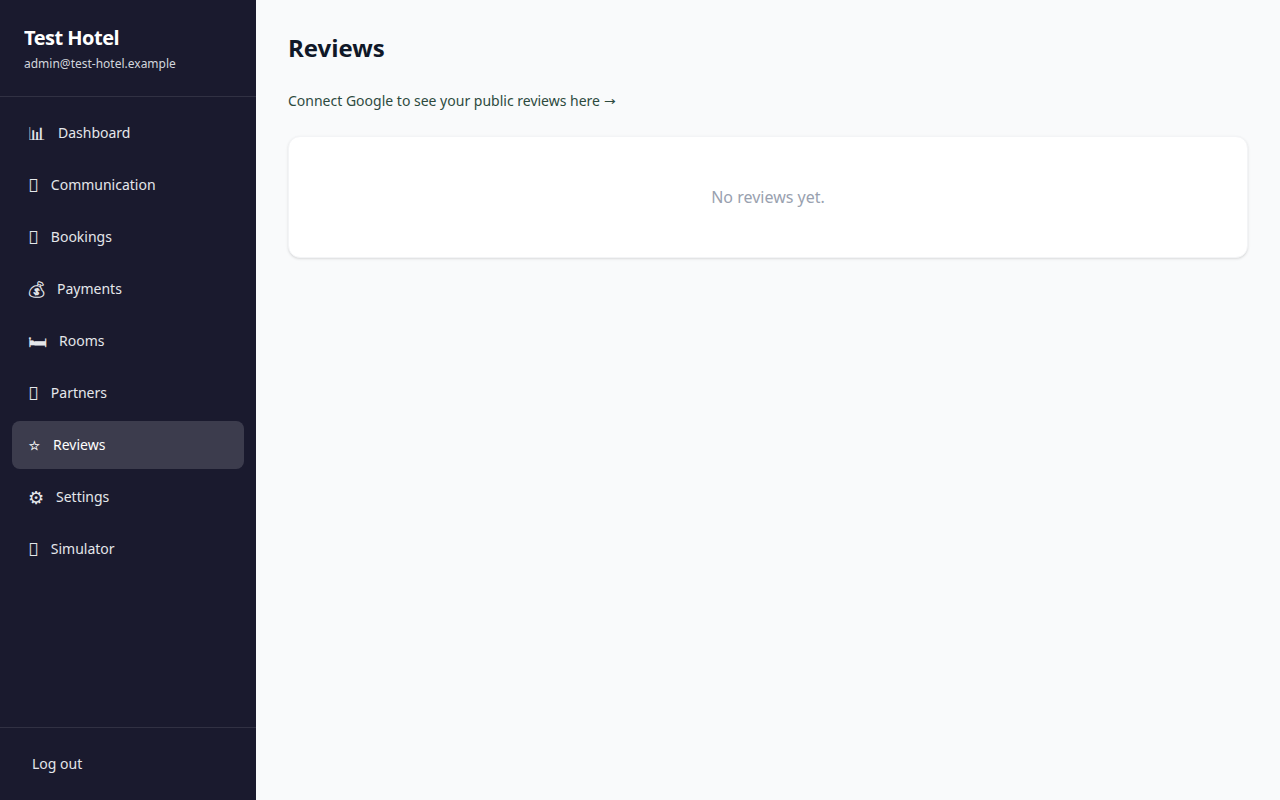 Test Hotel
admin@test-hotel.example
Dashboard
Communication
Bookings
Payments
Rooms
Partners
Reviews
Settings
Simulator
Log out
Reviews
Connect Google to see your public reviews here →
No reviews yet.